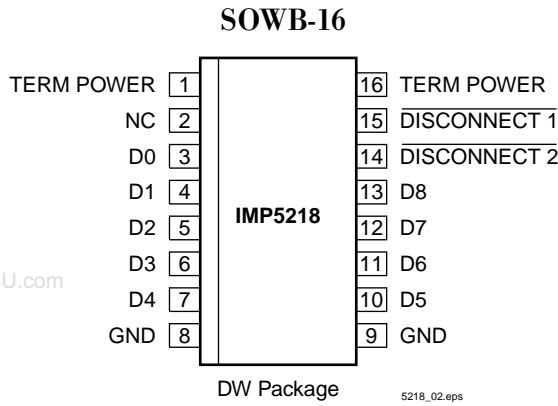 SOWB-16
TERM POWER 1 16 TERM POWER
NC 2 15 DISCONNECT 1
D0 3 14 DISCONNECT 2
D1 4 13 D8
IMP5218
D2 5 12 D7
D3 6 11 D6
U.com
D4 7 10 D5
GND 8 9 GND
DW Package
5218_02.eps